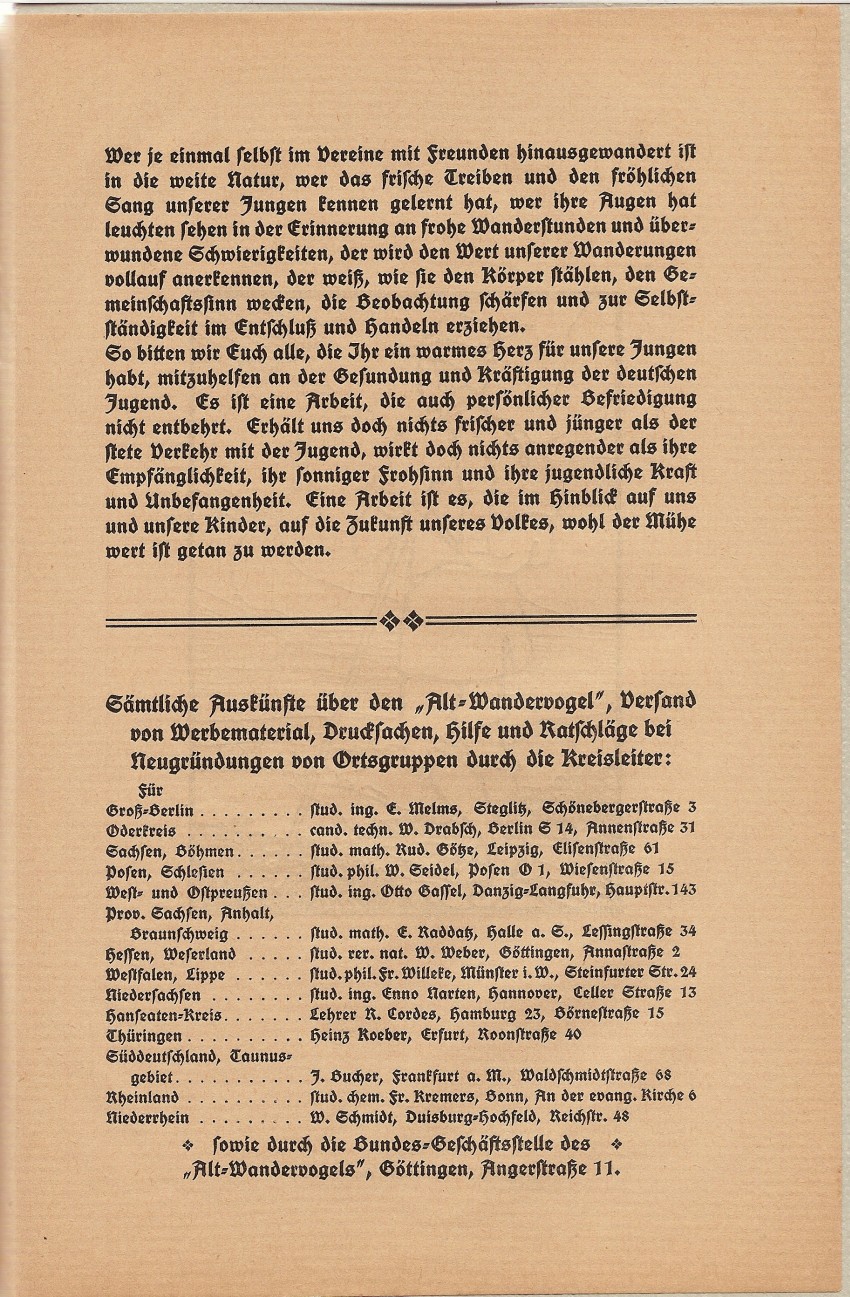 Wer je einmal selbst im Vereine mit Freunden hinausgewandert ist
in die weite Natur, wer das frische Treiben und den fröhlichen
Sang unserer Jungen kennen gelernt hat, wer ihre Augen hat
leuchten sehen in der Erinnerung an frohe Wanderstunden und über-
wundene Schwierigkeiten, der wird den Wert unserer Wanderungen
vollauf anerkennen, der weiß, wie sie den Körper stählen, den Ge-
meinschaftssinn wecken, die Beobachtung schärfen und zur Selbst-
ständigkeit im Entschluß und Handeln erziehen.
So bitten wir Euch alle, die Ihr ein warmes Herz für unsere Jungen
habt, mitzuhelfen an der Gesundung und Kräftigung der deutschen
Jugend. Es ist eine Arbeit, die auch persönlicher Befriedigung
nicht entbehrt. Erhält uns doch nichts frischer und jünger als der
stete Verkehr mit der Jugend, wirkt doch nichts anregender als ihre
Empfänglichkeit, ihr sonniger Frohsinn und ihre jugendliche Kraft
und Unbefangenheit. Eine Arbeit ist es, die im Hinblick auf uns
und unsere Kinder, auf die Zukunft unseres Volkes, wohl der Mühe
wert ist getan zu werden.
Sämtliche Auskünfte über den „Alt-Wandervogel", Versand
von Werbematerial, Drucksachen, Hilfe und Ratschläge bei
Neugründungen von Ortsgruppen durch die Kreisleiter:
Für
Groß-Berlin . . . . . . . . . stud. ing. E. Melms, Steglitz, Schönebergerstraße 3
Oderkreis . . . . . . . . . . cand. techn. W. Drabsch, Berlin S 14, Annenstraße 31
Sachsen, Böhmen . . . . . . stud. math. Rud. Götze, Leipzig, Elisenstraße 61
Posen, Schlesien . . . . . . stud. phil. W. Seidel, Posen O 1, Wiesenstraße 15
West- und Ostpreußen . . . stud. ing. Otto Gassel, Danzig-Langfuhr, Hauptstr. 143
Prov. Sachsen, Anhalt,
Braunschweig . . . . . . stud. math. E. Raddatz, Halle a. S., Lessingstraße 34
Hessen, Weserland . . . . . stud. rer. nat. W. Weber, Göttingen, Annastraße 2
Westfalen, Lippe . . . . . . stud. phil. Fr. Willeke, Münster i. W., Steinfurter Str. 24
Niedersachsen . . . . . . . . stud. ing. Enno Narten, Hannover, Celler Straße 13
Hanseaten-Kreis . . . . . . . Lehrer R. Cordes, Hamburg 23, Börnestraße 15
Thüringen . . . . . . . . . . Heinz Koeber, Erfurt, Roonstraße 40
Süddeutschland, Taunus-
gebiet . . . . . . . . . . . J. Bucher, Frankfurt a. M., Waldschmidtstraße 68
Rheinland . . . . . . . . . . stud. chem. Fr. Kremers, Bonn, An der evang. Kirche 6
Niederrhein . . . . . . . . . W. Schmidt, Duisburg-Hochfeld, Reichstr. 48
sowie durch die Bundes-Geschäftsstelle des
„Alt-Wandervogels", Göttingen, Angerstraße 11.